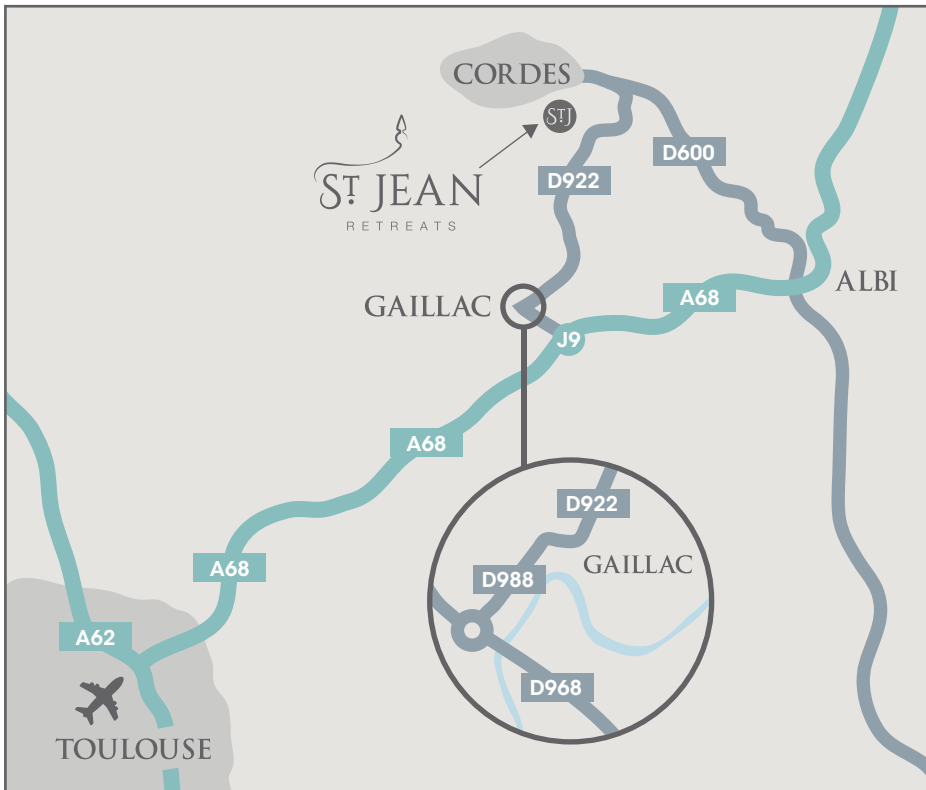 CORDES
STJ
D600
D922
ST JEAN
RETREATS
ALBI
A68
GAILLAC
J9
A68
D922
GAILLAC
A68
D988
A62
D968
TOULOUSE